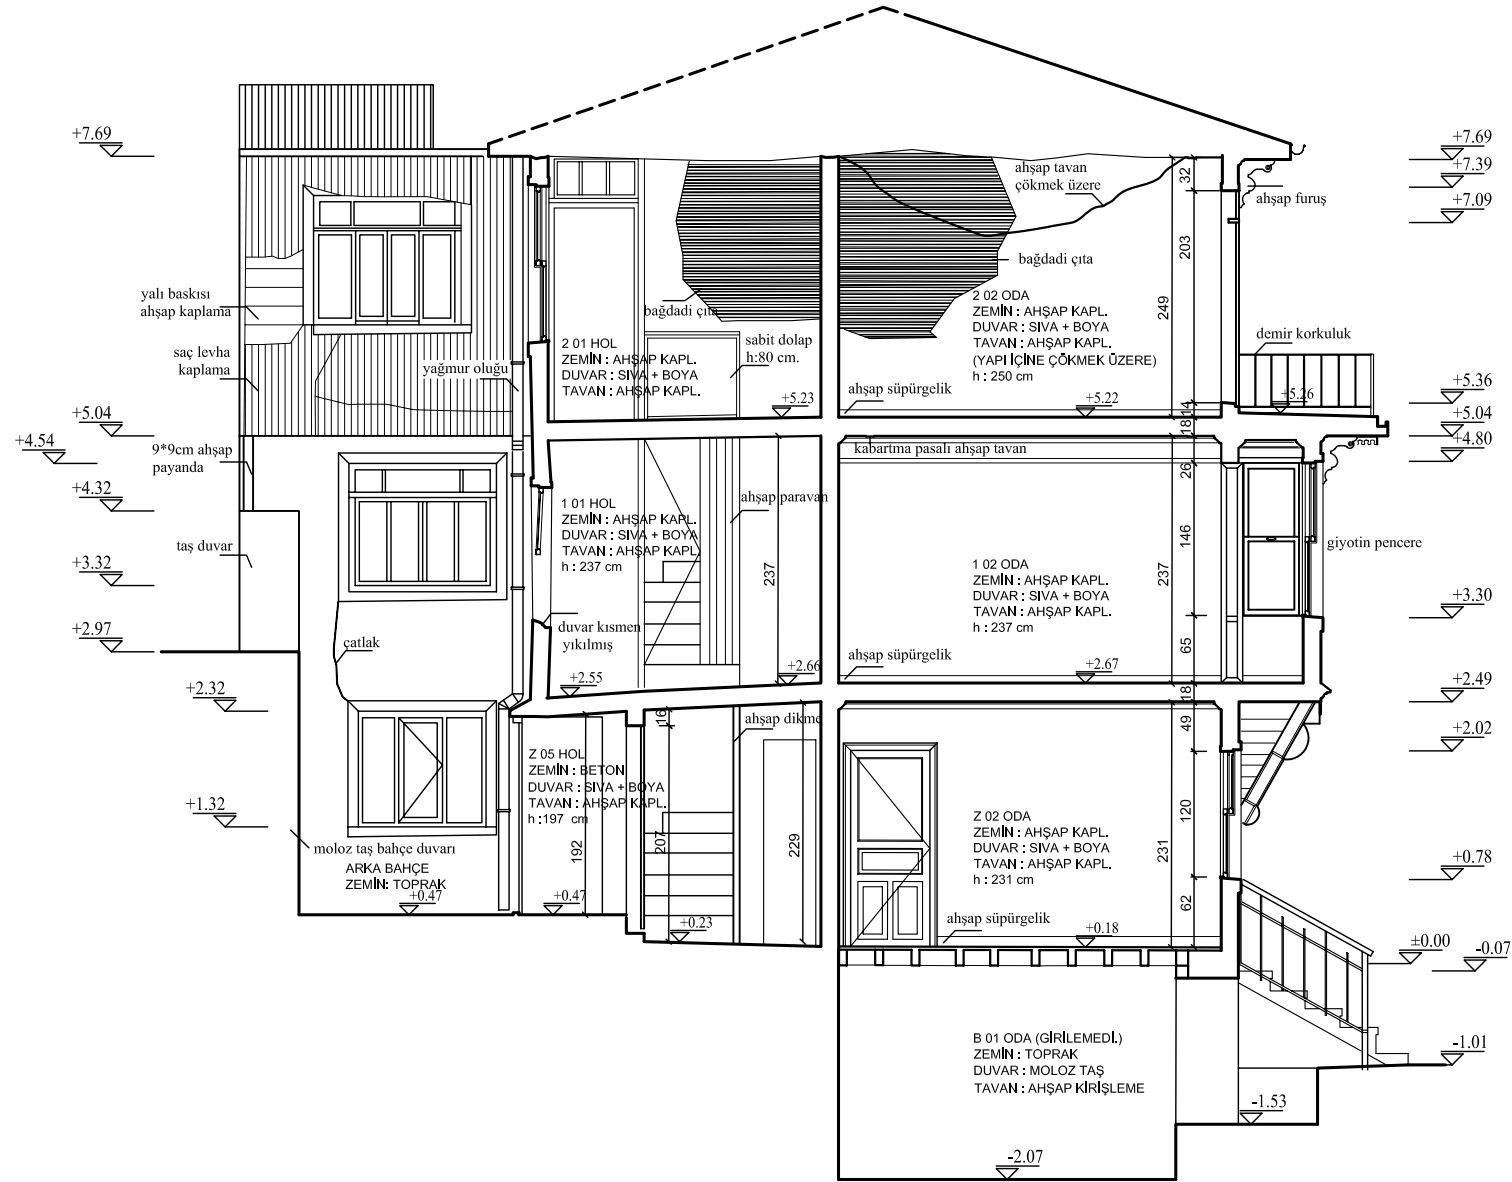 +7.69
+5.04
+4.54
+4.32
+3.32
+2.97
+2.32
+1.32
yalı baskısı
ahşap kaplama
saç levha
kaplama
yağmur oluğu
9*9cm ahşap
payanda
taş duvar
çatlak
moloz taş bahçe duvarı
ARKA BAHÇE
ZEMİN: TOPRAK
+0.47
bağdadi çıta
2 01 HOL
ZEMİN : AHŞAP KAPL.
DUVAR : SIVA + BOYA
TAVAN : AHŞAP KAPL.
sabit dolap
h:80 cm.
+5.23
ahşap tavan
çökmek üzere
bağdadi çıta
2 02 ODA
ZEMİN : AHŞAP KAPL.
DUVAR : SIVA + BOYA
TAVAN : AHŞAP KAPL.
(YAPI İÇİNE ÇÖKMEK ÜZERE)
h : 250 cm
ahşap süpürgelik
+5.22
32
203
249
14
18
ahşap furuş
demir korkuluk
+5.26
1 01 HOL
ZEMİN : AHŞAP KAPL.
DUVAR : SIVA + BOYA
TAVAN : AHŞAP KAPL.
h : 237 cm
ahşap paravan
237
duvar kısmen
yıkılmış
+2.55
+2.66
kabartma pasalı ahşap tavan
1 02 ODA
ZEMİN : AHŞAP KAPL.
DUVAR : SIVA + BOYA
TAVAN : AHŞAP KAPL.
h : 237 cm
ahşap süpürgelik
+2.67
26
146
237
65
18
giyotin pencere
Z 05 HOL
ZEMİN : BETON
DUVAR : SIVA + BOYA
TAVAN : AHŞAP KAPL.
h :197 cm
192
+0.47
16
207
ahşap dikme
229
+0.23
Z 02 ODA
ZEMİN : AHŞAP KAPL.
DUVAR : SIVA + BOYA
TAVAN : AHŞAP KAPL.
h : 231 cm
ahşap süpürgelik
+0.18
49
120
231
62
B 01 ODA (GİRİLEMEDİ.)
ZEMİN : TOPRAK
DUVAR : MOLOZ TAŞ
TAVAN : AHŞAP KİRİŞLEME
-2.07
-1.53
+7.69
+7.39
+7.09
+5.36
+5.04
+4.80
+3.30
+2.49
+2.02
+0.78
±0.00
-0.07
-1.01